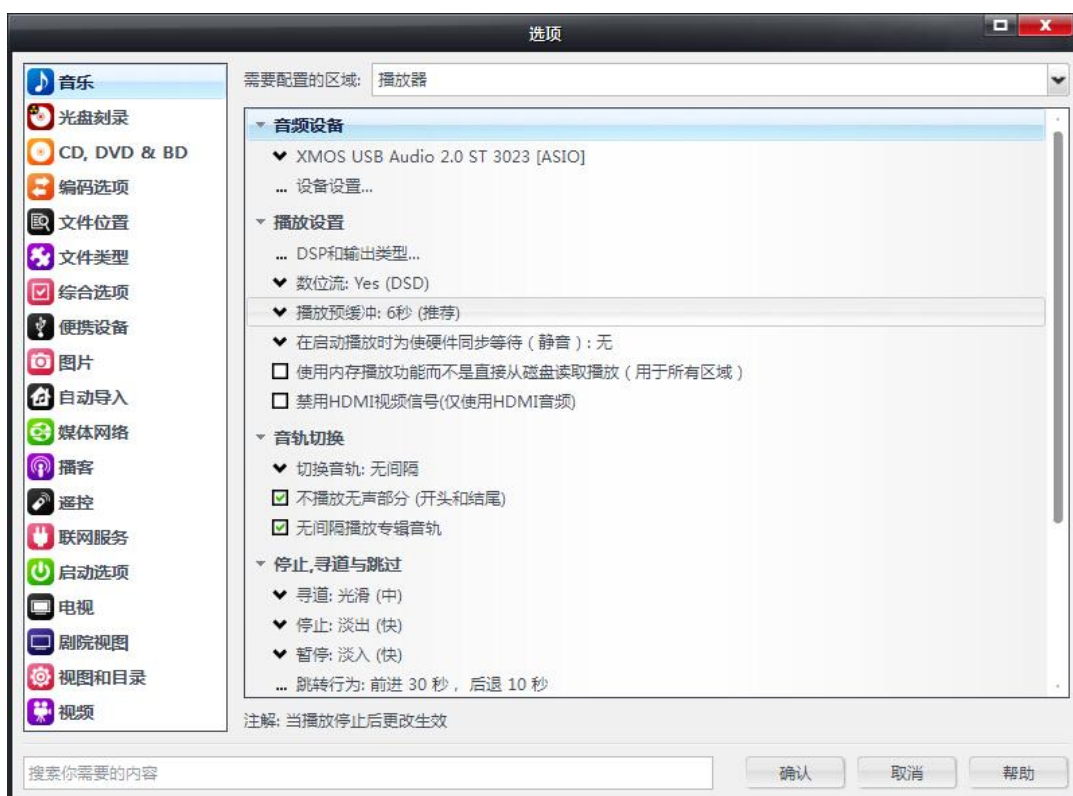 选项
音乐
光盘刻录
CD, DVD & BD
编码选项
文件位置
文件类型
综合选项
便携设备
图片
自动导入
媒体网络
播客
遥控
联网服务
启动选项
电视
剧院视图
视图和目录
视频
需要配置的区域: 播放器
音频设备
XMOS USB Audio 2.0 ST 3023 [ASIO]
... 设备设置...
播放设置
... DSP和输出类型...
数位流: Yes (DSD)
播放预缓冲: 6秒 (推荐)
在启动播放时为使硬件同步等待 ( 静音 ) : 无
使用内存播放功能而不是直接从磁盘读取播放 ( 用于所有区域 )
禁用HDMI视频信号(仅使用HDMI音频)
音轨切换
切换音轨: 无间隔
不播放无声部分 (开头和结尾)
无间隔播放专辑音轨
停止,寻道与跳过
寻道: 光滑 (中)
停止: 淡出 (快)
暂停: 淡入 (快)
... 跳转行为: 前进 30 秒 ,  后退 10 秒
注解: 当播放停止后更改生效
搜索你需要的内容
确认
取消
帮助